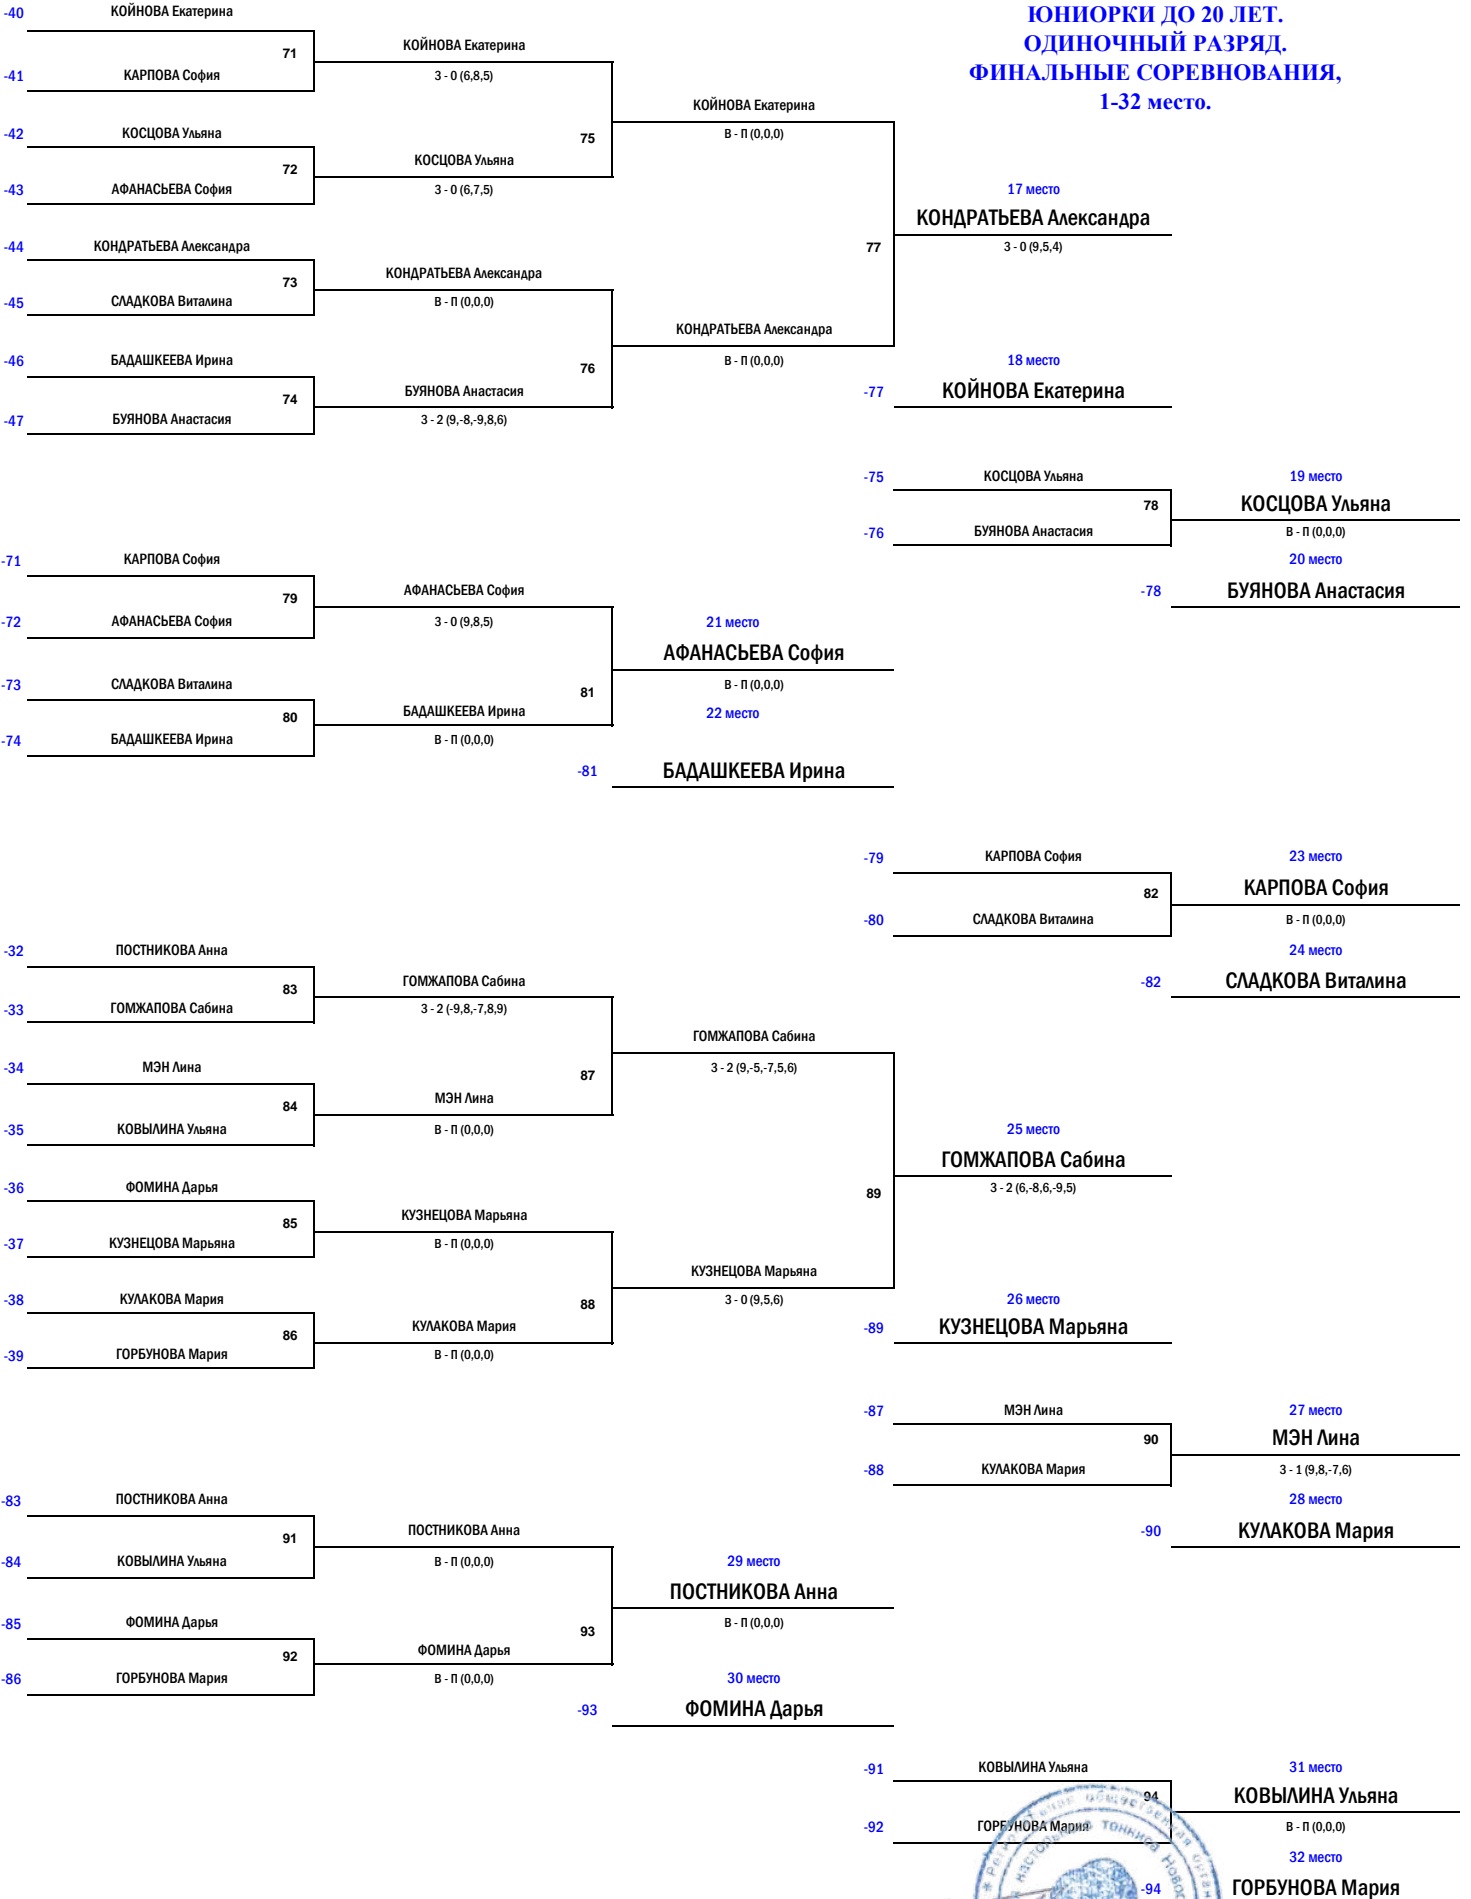 ЮНИОРКИ ДО 20 ЛЕТ.
ОДИНОЧНЫЙ РАЗРЯД.
ФИНАЛЬНЫЕ СОРЕВНОВАНИЯ,
1-32 место.
-40 КОЙНОВА Екатерина
71 КОЙНОВА Екатерина
-41 КАРПОВА София 3 - 0 (6,8,5)
КОЙНОВА Екатерина
-42 КОСЦОВА Ульяна 75 В - П (0,0,0)
72 КОСЦОВА Ульяна
-43 АФАНАСЬЕВА София 3 - 0 (6,7,5) 17 место
КОНДРАТЬЕВА Александра
-44 КОНДРАТЬЕВА Александра 77 3 - 0 (9,5,4)
73 КОНДРАТЬЕВА Александра
-45 СЛАДКОВА Виталина В - П (0,0,0)
КОНДРАТЬЕВА Александра
-46 БАДАШКЕЕВА Ирина 76 В - П (0,0,0) 18 место
74 БУЯНОВА Анастасия -77 КОЙНОВА Екатерина
-47 БУЯНОВА Анастасия 3 - 2 (9,-8,-9,8,6)
-75 КОСЦОВА Ульяна 19 место
78 КОСЦОВА Ульяна
-76 БУЯНОВА Анастасия В - П (0,0,0)
-71 КАРПОВА София 20 место
79 АФАНАСЬЕВА София -78 БУЯНОВА Анастасия
-72 АФАНАСЬЕВА София 3 - 0 (9,8,5) 21 место
АФАНАСЬЕВА София
-73 СЛАДКОВА Виталина 81 В - П (0,0,0)
80 БАДАШКЕЕВА Ирина 22 место
-74 БАДАШКЕЕВА Ирина В - П (0,0,0)
-81 БАДАШКЕЕВА Ирина
-79 КАРПОВА София 23 место
82 КАРПОВА София
-80 СЛАДКОВА Виталина В - П (0,0,0)
-32 ПОСТНИКОВА Анна 24 место
83 ГОМЖАПОВА Сабина -82 СЛАДКОВА Виталина
-33 ГОМЖАПОВА Сабина 3 - 2 (-9,8,-7,8,9)
ГОМЖАПОВА Сабина
-34 МЭН Лина 87 3 - 2 (9,-5,-7,5,6)
84 МЭН Лина
-35 КОВЫЛИНА Ульяна В - П (0,0,0) 25 место
ГОМЖАПОВА Сабина
-36 ФОМИНА Дарья 89 3 - 2 (6,-8,6,-9,5)
85 КУЗНЕЦОВА Марьяна
-37 КУЗНЕЦОВА Марьяна В - П (0,0,0)
КУЗНЕЦОВА Марьяна
-38 КУЛАКОВА Мария 88 3 - 0 (9,5,6) 26 место
86 КУЛАКОВА Мария -89 КУЗНЕЦОВА Марьяна
-39 ГОРБУНОВА Мария В - П (0,0,0)
-87 МЭН Лина 27 место
90 МЭН Лина
-88 КУЛАКОВА Мария 3 - 1 (9,8,-7,6)
-83 ПОСТНИКОВА Анна 28 место
91 ПОСТНИКОВА Анна -90 КУЛАКОВА Мария
-84 КОВЫЛИНА Ульяна В - П (0,0,0) 29 место
ПОСТНИКОВА Анна
-85 ФОМИНА Дарья 93 В - П (0,0,0)
92 ФОМИНА Дарья
-86 ГОРБУНОВА Мария В - П (0,0,0) 30 место
-93 ФОМИНА Дарья
-91 КОВЫЛИНА Ульяна 31 место
94 КОВЫЛИНА Ульяна
-92 ГОРБУНОВА Мария В - П (0,0,0)
32 место
-94 ГОРБУНОВА Мария